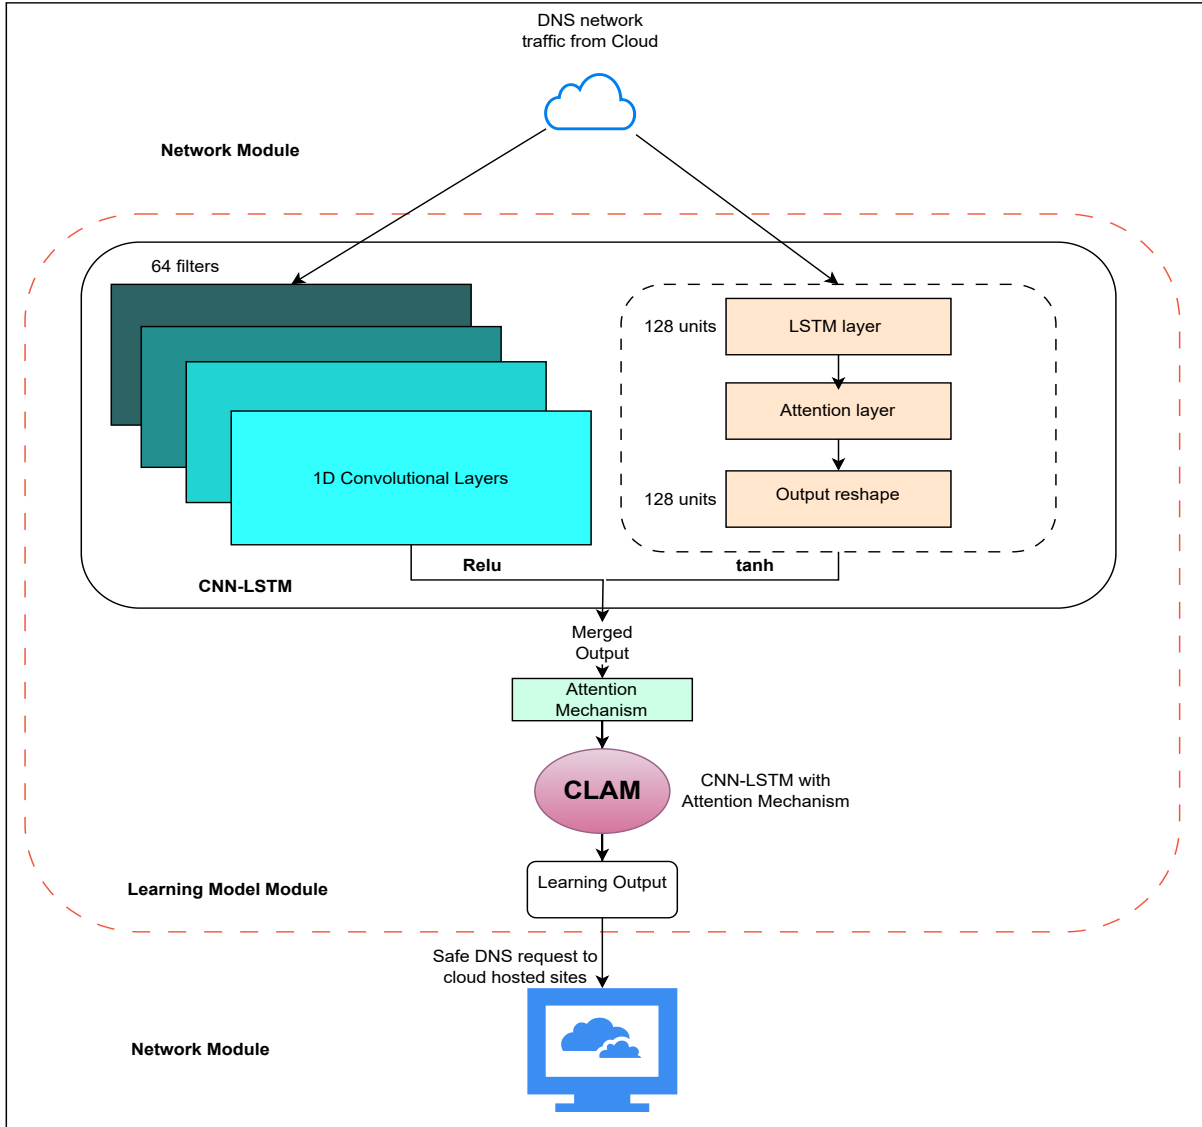 DNS network
traffic from Cloud
Network Module
64 filters
1D Convolutional Layers
128 units
LSTM layer
Attention layer
128 units
Output reshape
Relu
tanh
CNN-LSTM
Merged
Output
Attention
Mechanism
CLAM
CNN-LSTM with
Attention Mechanism
Learning Output
Learning Model Module
Safe DNS request to
cloud hosted sites
Network Module